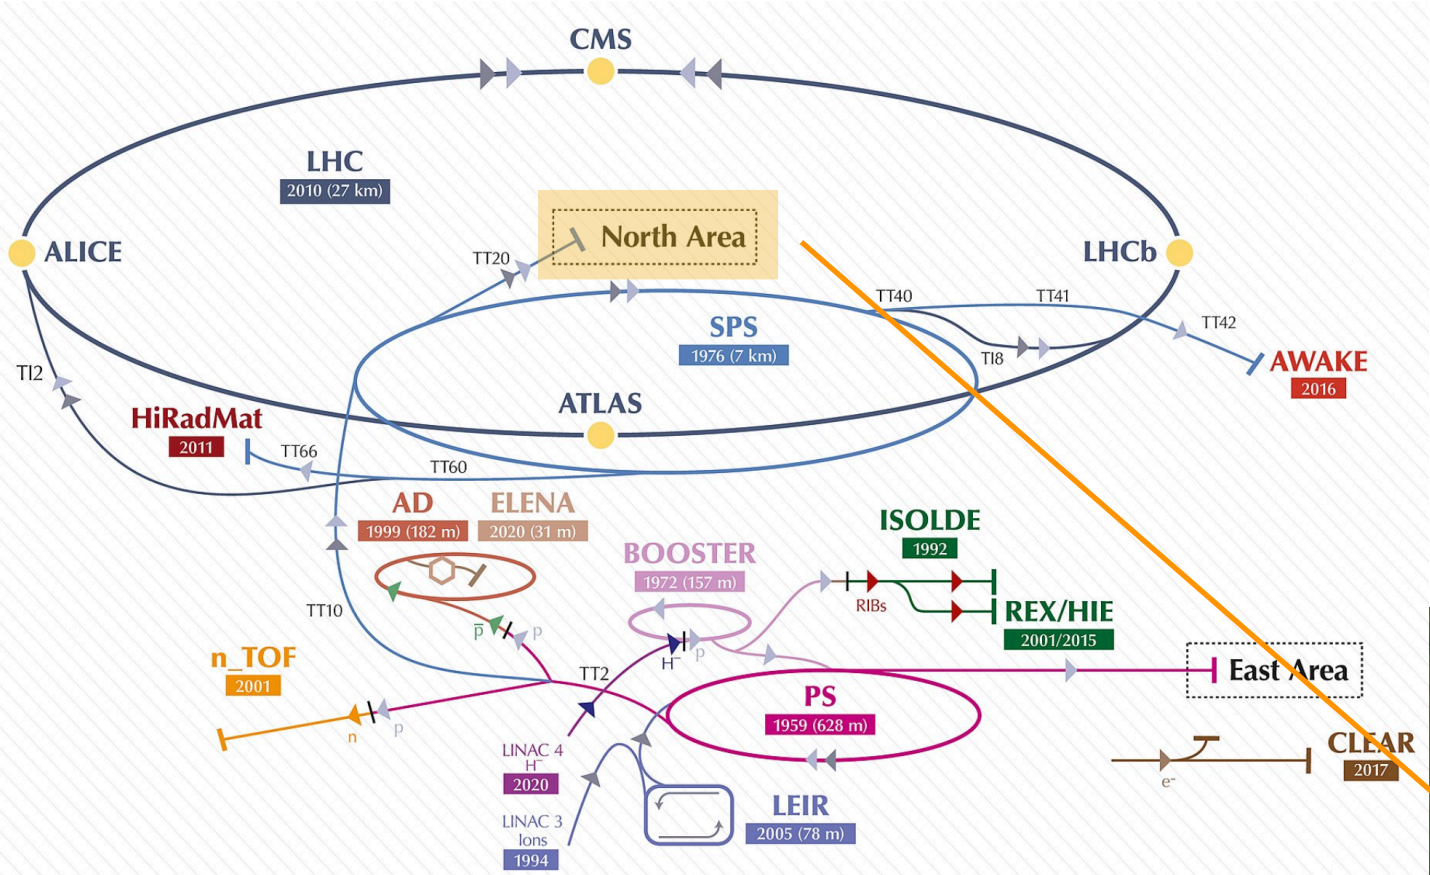 CMS
LHC
2010 (27 km)
North Area
TT20
ALICE
LHCb
TT40
TT41
SPS
1976 (7 km)
TT42
TI8
TI2
AWAKE
2016
ATLAS
HiRadMat
2011
TT66
TT60
AD
1999 (182 m)
ELENA
2020 (31 m)
ISOLDE
1992
BOOSTER
1972 (157 m)
RIBs
REX/HIE
2001/2015
TT10
p̅
p
H⁻
p
n_TOF
2001
TT2
East Area
PS
1959 (628 m)
n
p
LINAC 4
H⁻
2020
CLEAR
2017
e⁻
LEIR
2005 (78 m)
LINAC 3
Ions
1994